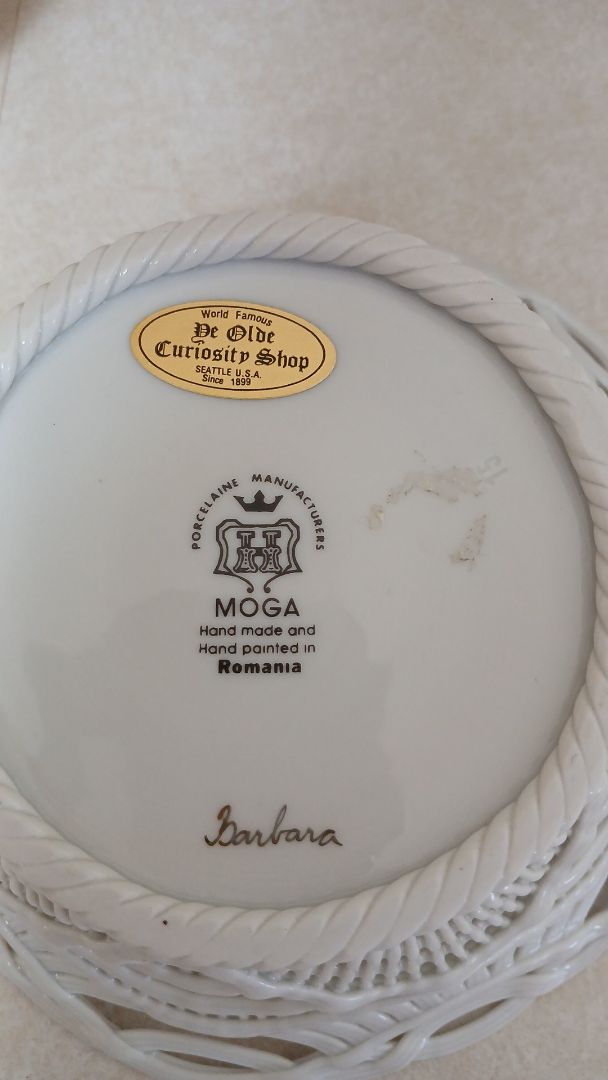 World Famous
Ye Olde
Curiosity Shop
SEATTLE U.S.A.
Since 1899
PORCELAINE MANUFACTURERS
H
MOGA
Hand made and
Hand painted in
Romania
Barbara